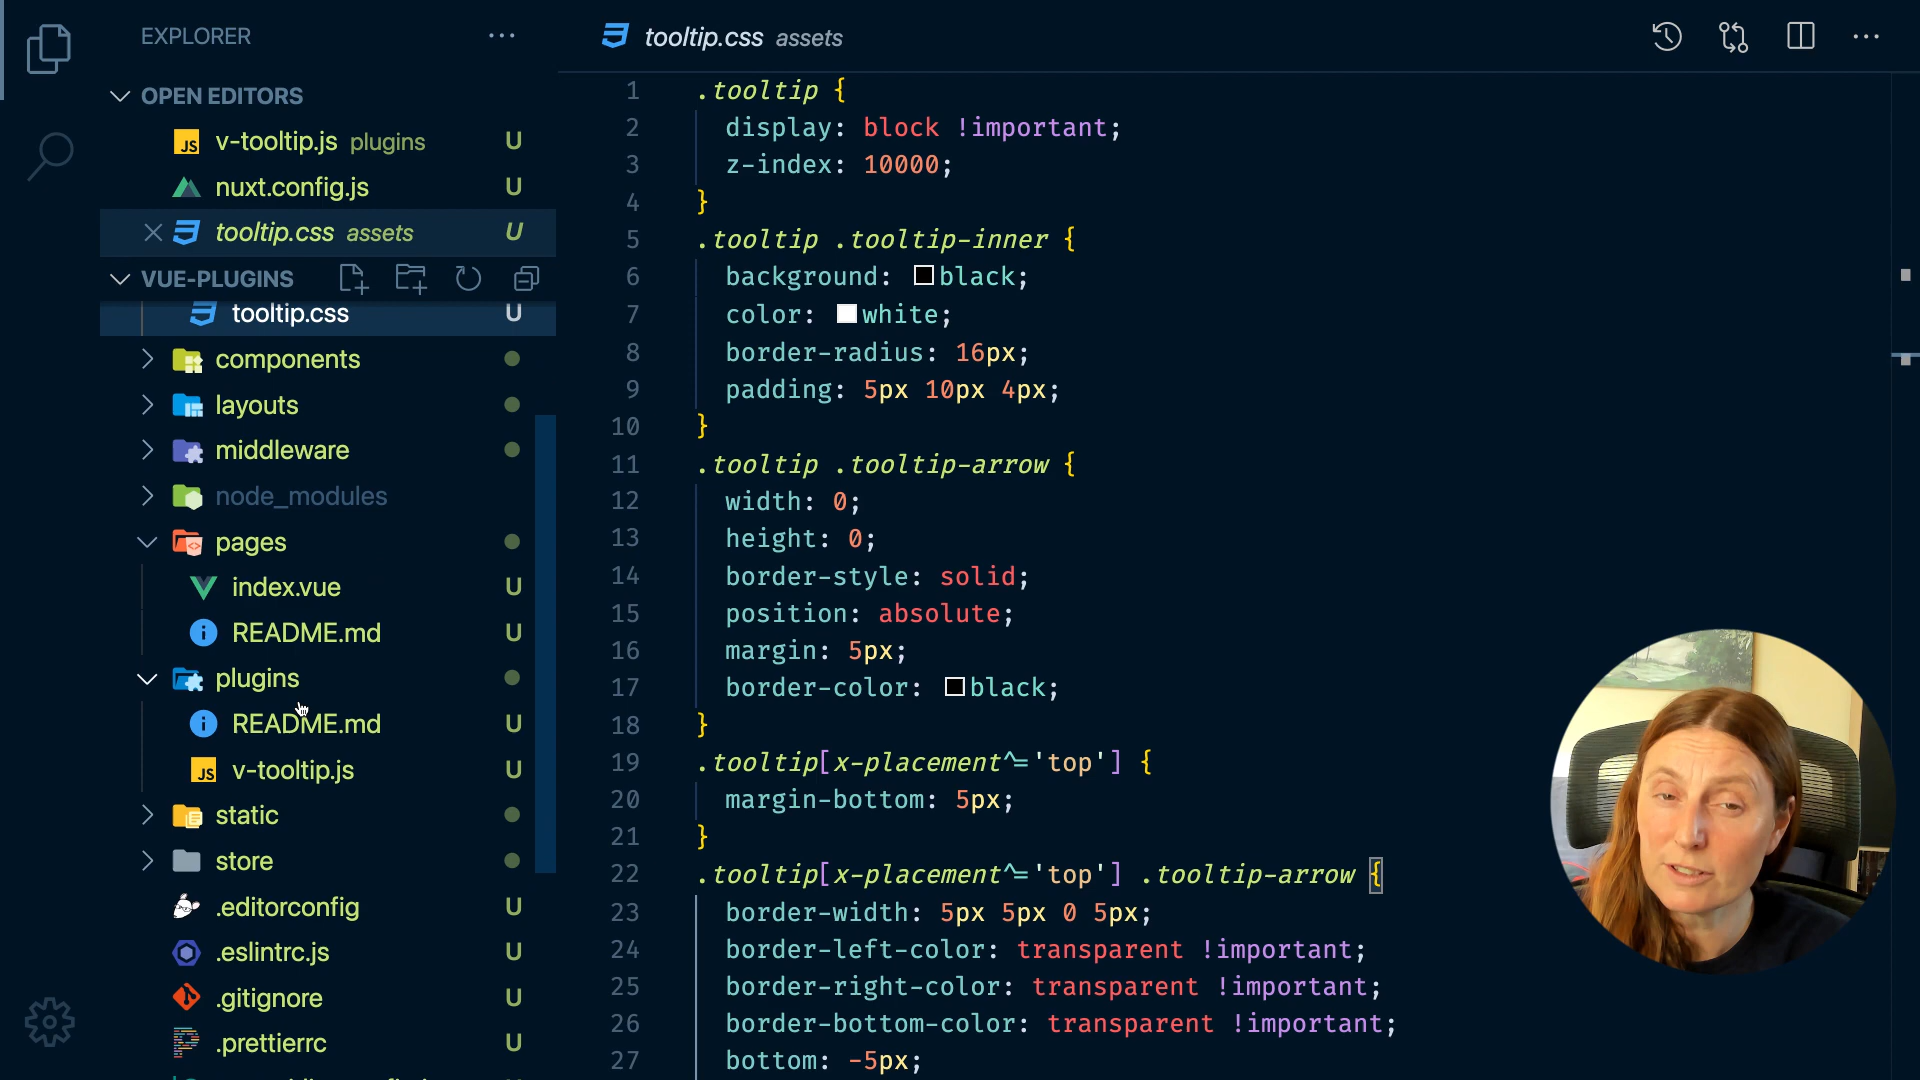 EXPLORER
OPEN EDITORS
JS v-tooltip.js plugins U
nuxt.config.js U
tooltip.css assets U
VUE-PLUGINS
tooltip.css U
components
layouts
middleware
node_modules
pages
index.vue U
README.md U
plugins
README.md U
JS v-tooltip.js U
static
store
.editorconfig U
.eslintrc.js U
.gitignore U
.prettierrc U
tooltip.css assets
1 .tooltip {
2 display: block !important;
3 z-index: 10000;
4 }
5 .tooltip .tooltip-inner {
6 background: black;
7 color: white;
8 border-radius: 16px;
9 padding: 5px 10px 4px;
10 }
11 .tooltip .tooltip-arrow {
12 width: 0;
13 height: 0;
14 border-style: solid;
15 position: absolute;
16 margin: 5px;
17 border-color: black;
18 }
19 .tooltip[x-placement^='top'] {
20 margin-bottom: 5px;
21 }
22 .tooltip[x-placement^='top'] .tooltip-arrow {
23 border-width: 5px 5px 0 5px;
24 border-left-color: transparent !important;
25 border-right-color: transparent !important;
26 border-bottom-color: transparent !important;
27 bottom: -5px;